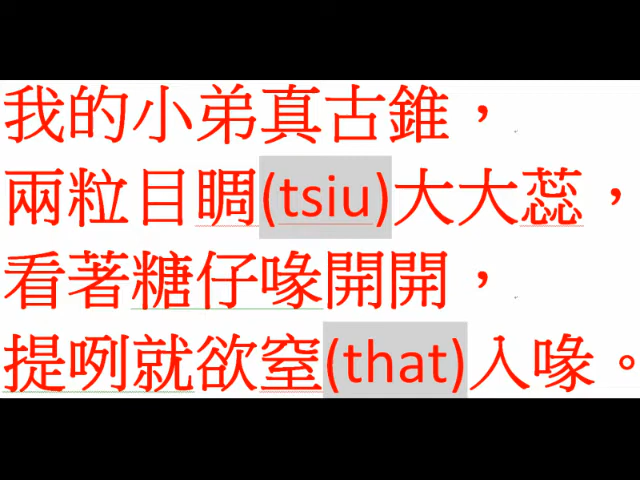 我的小弟真古錐，
兩粒目睭(tsiu)大大蕊，
看著糖仔喙開開，
提咧就欲窒(that)入喙。